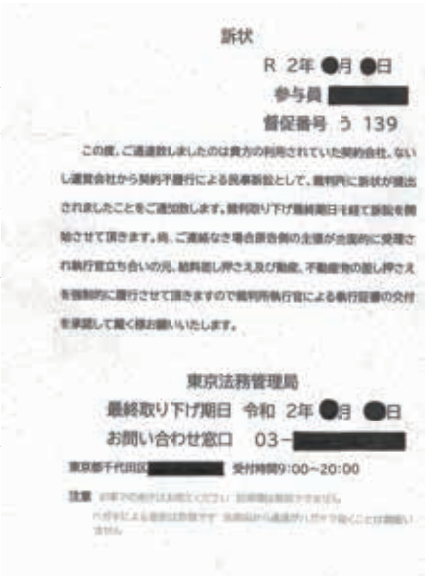 訴状
R 2年 月 日
参与員
督促番号 う 139
この度、ご通達致しましたのは貴方の利用されていた契約会社、ない
し運営会社から契約不履行による民事訴訟として、裁判所に訴状が提出
されましたことをご通知致します。裁判取り下げ最終期日を経て訴訟を開
始させて頂きます。尚、ご連絡なき場合原告側の主張が全面的に受理さ
れ執行官立ち合いの元、給料差し押さえ及び動産、不動産物の差し押さえ
を強制的に履行させて頂きますので裁判所執行官による執行証書の交付
を承諾して頂く様お願いいたします。
東京法務管理局
最終取り下げ期日 令和 2年 月 日
お問い合わせ窓口 03-
東京都千代田区 受付時間9:00~20:00
注意